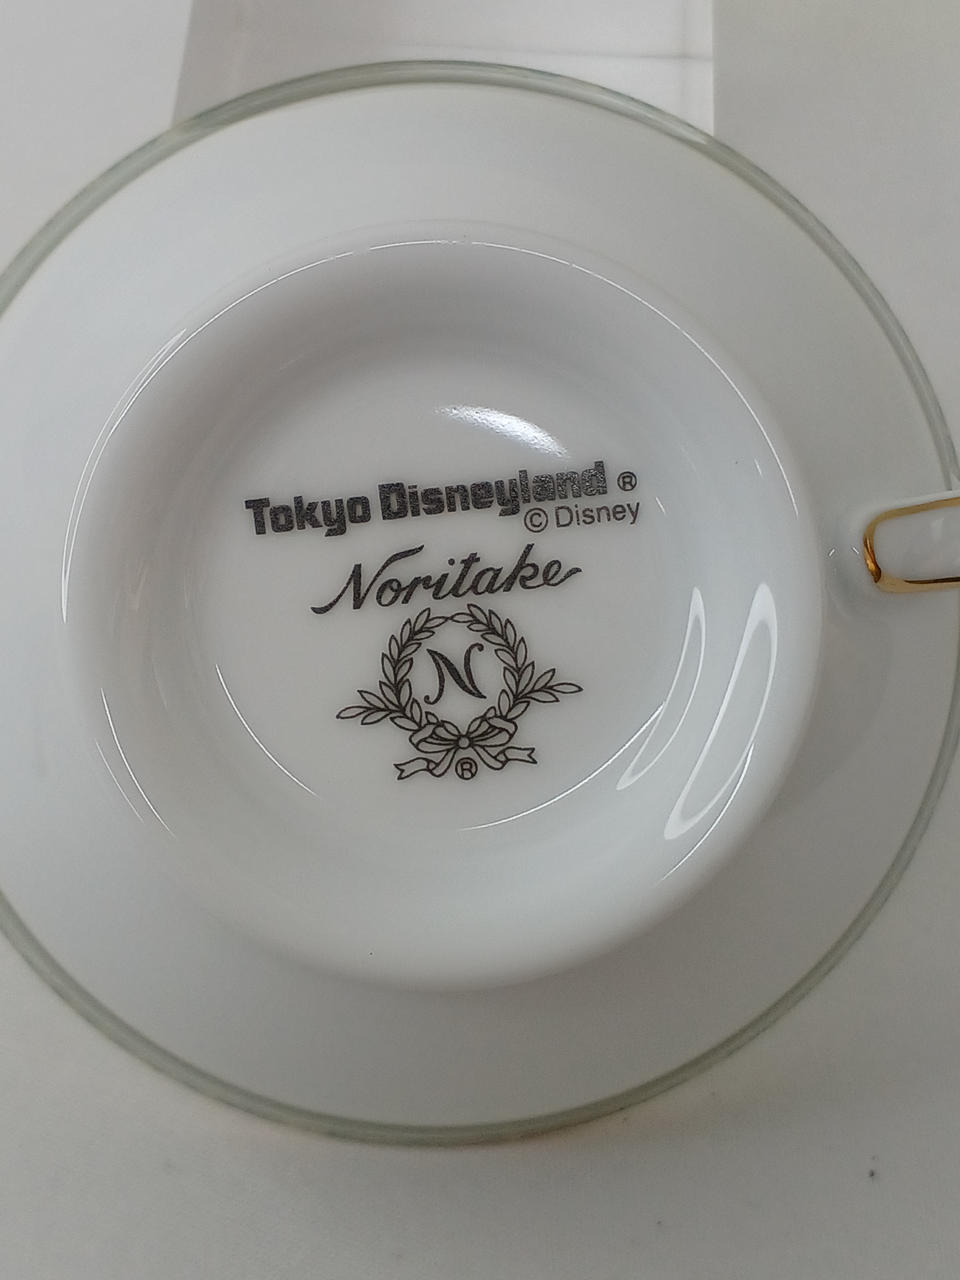 Tokyo Disneyland ®
© Disney
Noritake
N
®